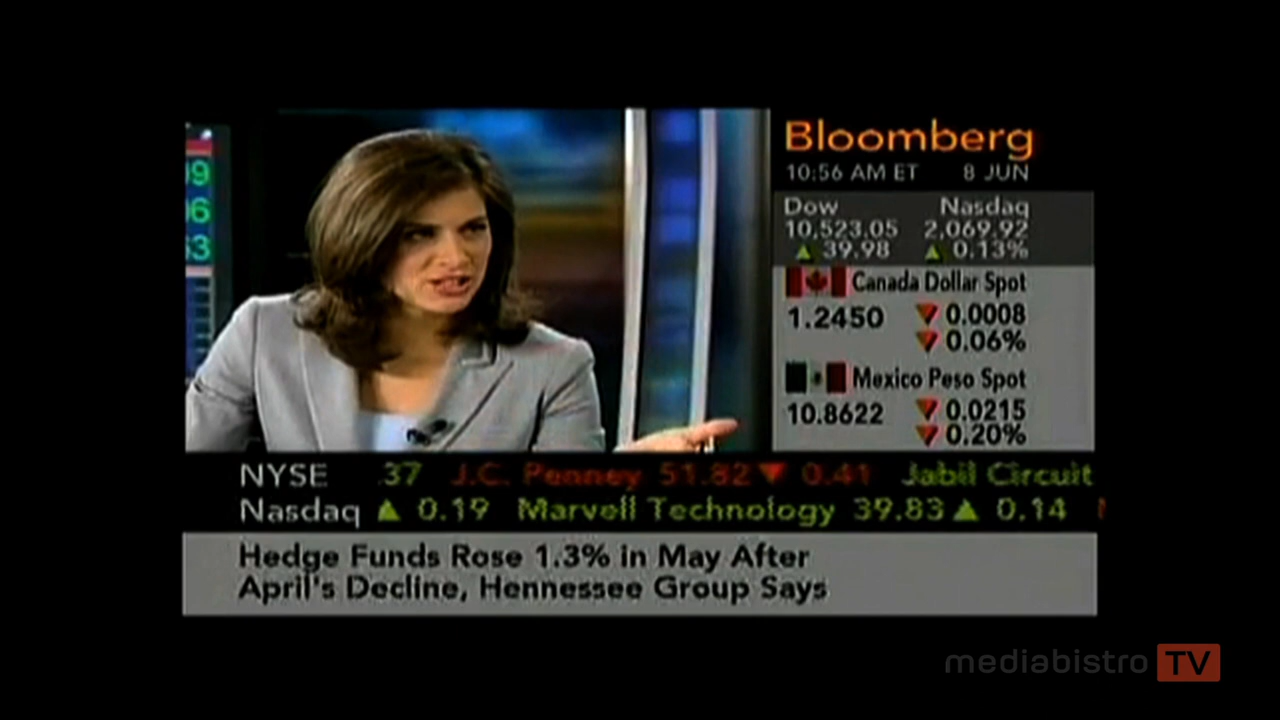 Bloomberg
10:56 AM ET 8 JUN
Dow Nasdaq
10,523.05 2,069.92
▲ 39.98 ▲ 0.13%
Canada Dollar Spot
1.2450 ▼ 0.0008
▼ 0.06%
Mexico Peso Spot
10.8622 ▼ 0.0215
▼ 0.20%
NYSE .37 J.C. Penney 51.82 ▼ 0.41 Jabil Circuit
Nasdaq ▲ 0.19 Marvell Technology 39.83 ▲ 0.14
Hedge Funds Rose 1.3% in May After
April's Decline, Hennessee Group Says
mediabistro TV